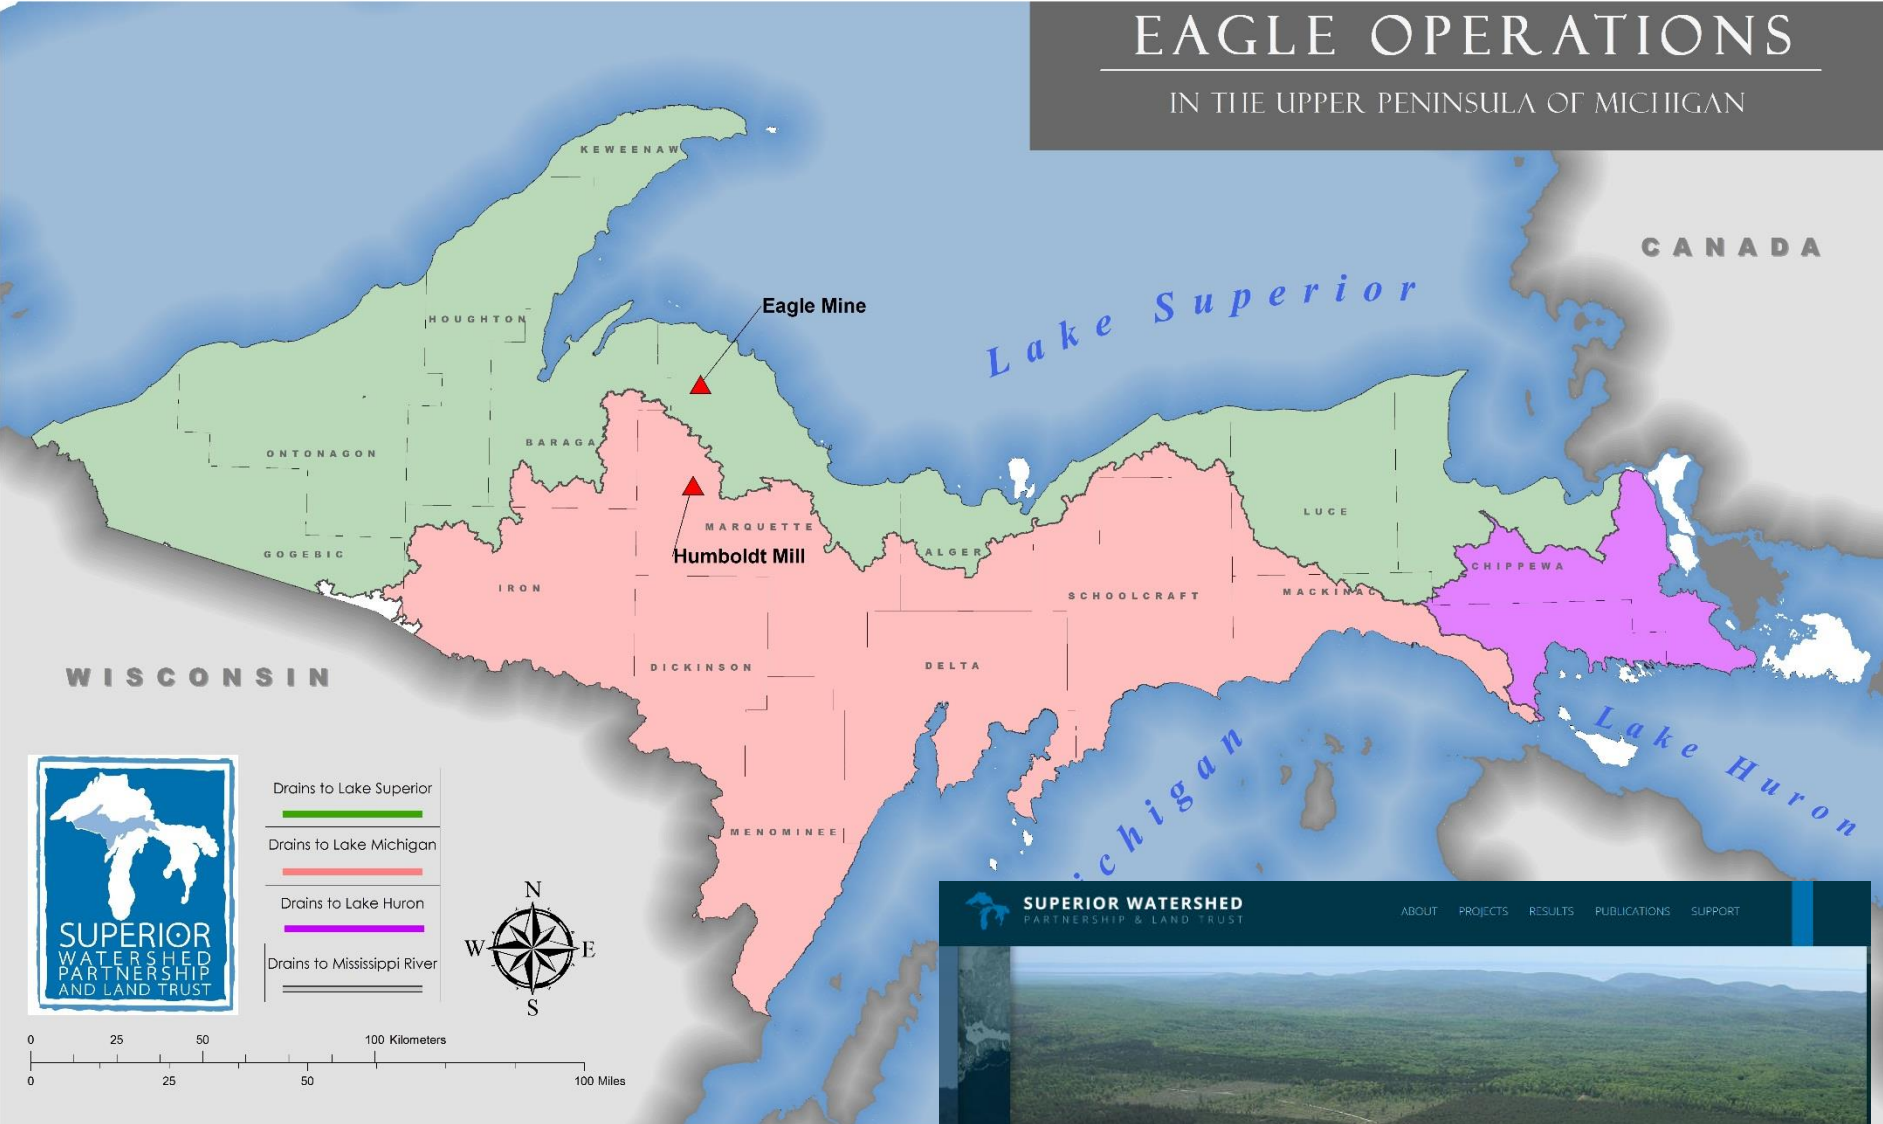 EAGLE OPERATIONS
IN THE UPPER PENINSULA OF MICHIGAN
KEWEENAW
CANADA
Lake Superior
Eagle Mine
HOUGHTON
BARAGA
ONTONAGON
LUCE
MARQUETTE
ALGER
GOGEBIC
Humboldt Mill
CHIPPEWA
IRON
SCHOOLCRAFT
MACKINAC
WISCONSIN
DICKINSON
DELTA
Lake Huron
ichigan
MENOMINEE
Drains to Lake Superior
Drains to Lake Michigan
Drains to Lake Huron
Drains to Mississippi River
SUPERIOR
WATERSHED
PARTNERSHIP
AND LAND TRUST
N
W E
S
0 25 50 100 Kilometers
0 25 50 100 Miles
SUPERIOR WATERSHED
PARTNERSHIP & LAND TRUST
ABOUT PROJECTS RESULTS PUBLICATIONS SUPPORT